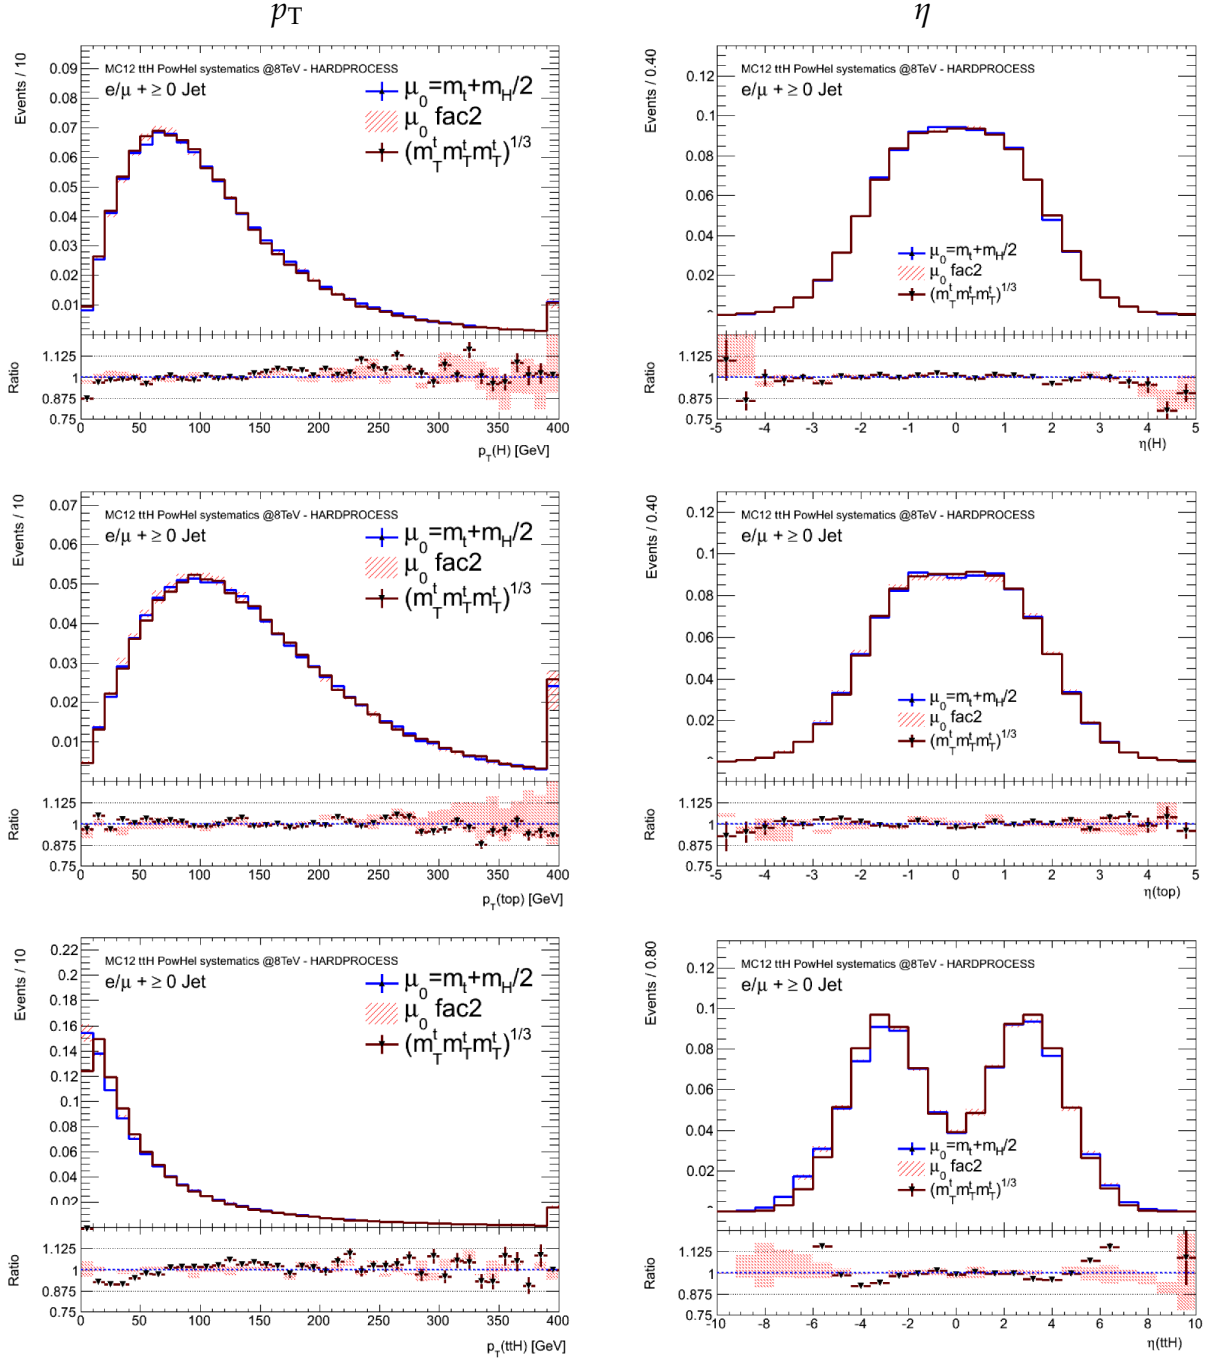 p_T η
Events / 10
0.09
0.08
0.07
0.06
0.05
0.04
0.03
0.02
0.01
MC12 ttH PowHel systematics @8TeV - HARDPROCESS
e/μ + ≥ 0 Jet
μ_0 =m_t+m_H/2
μ_0 fac2
(m_T^t m_T^t m_T^t)^1/3
Ratio
1.125
1
0.875
0.75
0 50 100 150 200 250 300 350 400
p_T(H) [GeV]
Events / 0.40
0.12
0.1
0.08
0.06
0.04
0.02
MC12 ttH PowHel systematics @8TeV - HARDPROCESS
e/μ + ≥ 0 Jet
μ_0 =m_t+m_H/2
μ_0 fac2
(m_T^t m_T^t m_T^t)^1/3
Ratio
1.125
1
0.875
0.75
-5 -4 -3 -2 -1 0 1 2 3 4 5
η(H)
Events / 10
0.07
0.06
0.05
0.04
0.03
0.02
0.01
MC12 ttH PowHel systematics @8TeV - HARDPROCESS
e/μ + ≥ 0 Jet
μ_0 =m_t+m_H/2
μ_0 fac2
(m_T^t m_T^t m_T^t)^1/3
Ratio
1.125
1
0.875
0.75
0 50 100 150 200 250 300 350 400
p_T(top) [GeV]
Events / 0.40
0.12
0.1
0.08
0.06
0.04
0.02
MC12 ttH PowHel systematics @8TeV - HARDPROCESS
e/μ + ≥ 0 Jet
μ_0 =m_t+m_H/2
μ_0 fac2
(m_T^t m_T^t m_T^t)^1/3
Ratio
1.125
1
0.875
0.75
-5 -4 -3 -2 -1 0 1 2 3 4 5
η(top)
Events / 10
0.22
0.2
0.18
0.16
0.14
0.12
0.1
0.08
0.06
0.04
0.02
MC12 ttH PowHel systematics @8TeV - HARDPROCESS
e/μ + ≥ 0 Jet
μ_0 =m_t+m_H/2
μ_0 fac2
(m_T^t m_T^t m_T^t)^1/3
Ratio
1.125
1
0.875
0.75
0 50 100 150 200 250 300 350 400
p_T(ttH) [GeV]
Events / 0.80
0.12
0.1
0.08
0.06
0.04
0.02
MC12 ttH PowHel systematics @8TeV - HARDPROCESS
e/μ + ≥ 0 Jet
μ_0 =m_t+m_H/2
μ_0 fac2
(m_T^t m_T^t m_T^t)^1/3
Ratio
1.125
1
0.875
0.75
-10 -8 -6 -4 -2 0 2 4 6 8 10
η(ttH)